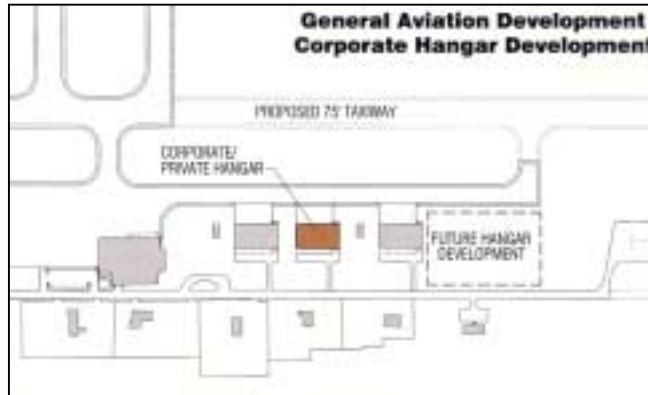 General Aviation Development
Corporate Hangar Development
PROPOSED 75' TAXIWAY
CORPORATE/
PRIVATE HANGAR
FUTURE HANGAR
DEVELOPMENT